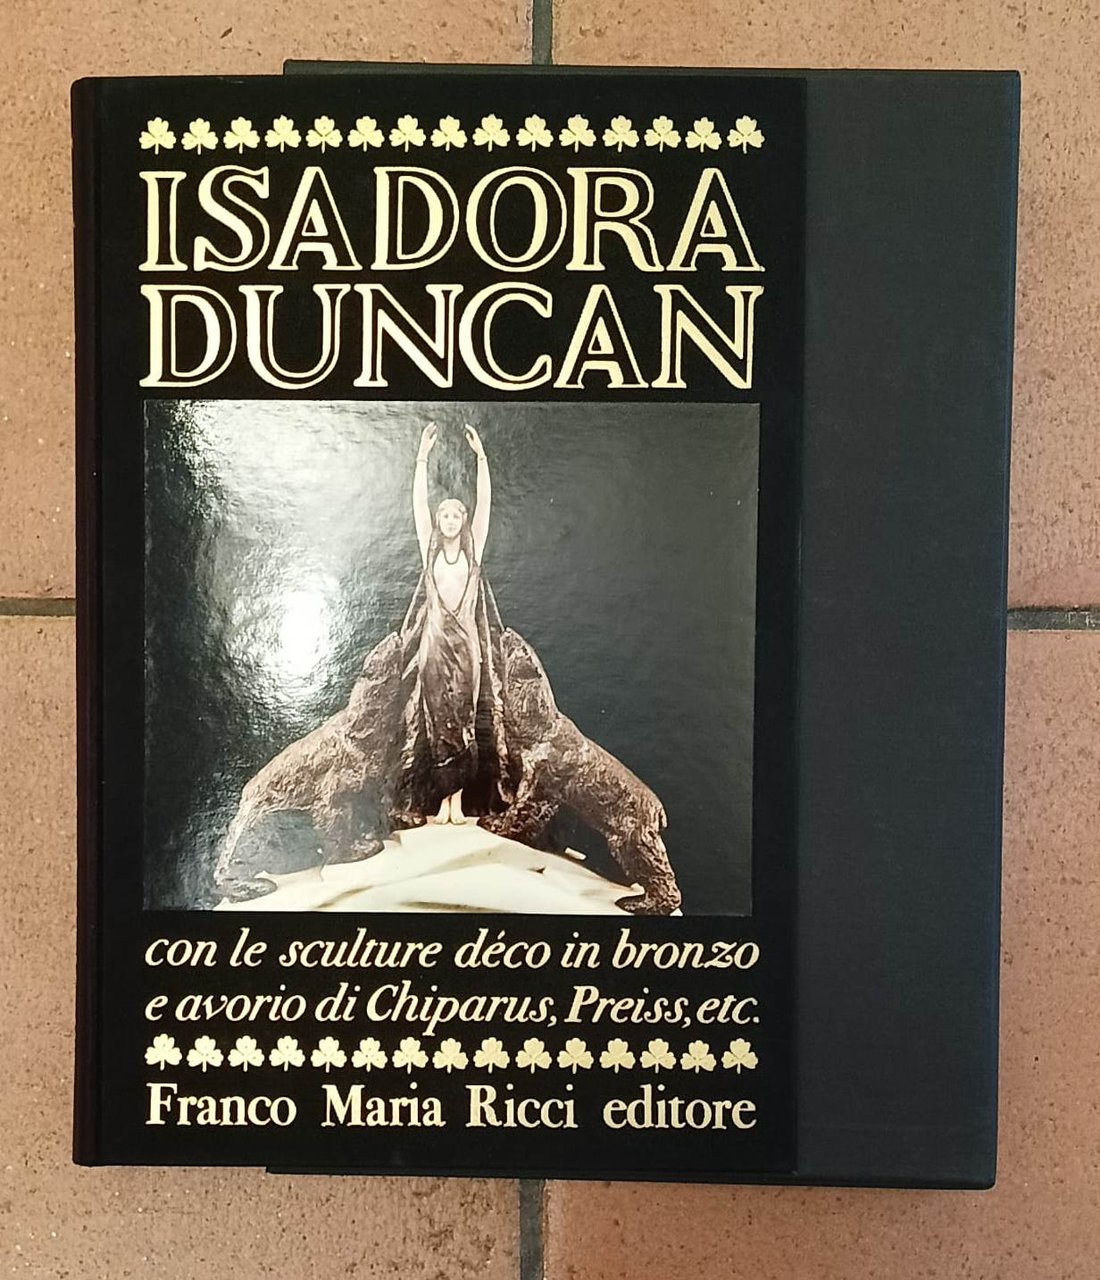 ISADORA
DUNCAN
con le sculture déco in bronzo
e avorio di Chiparus, Preiss, etc.
Franco Maria Ricci editore